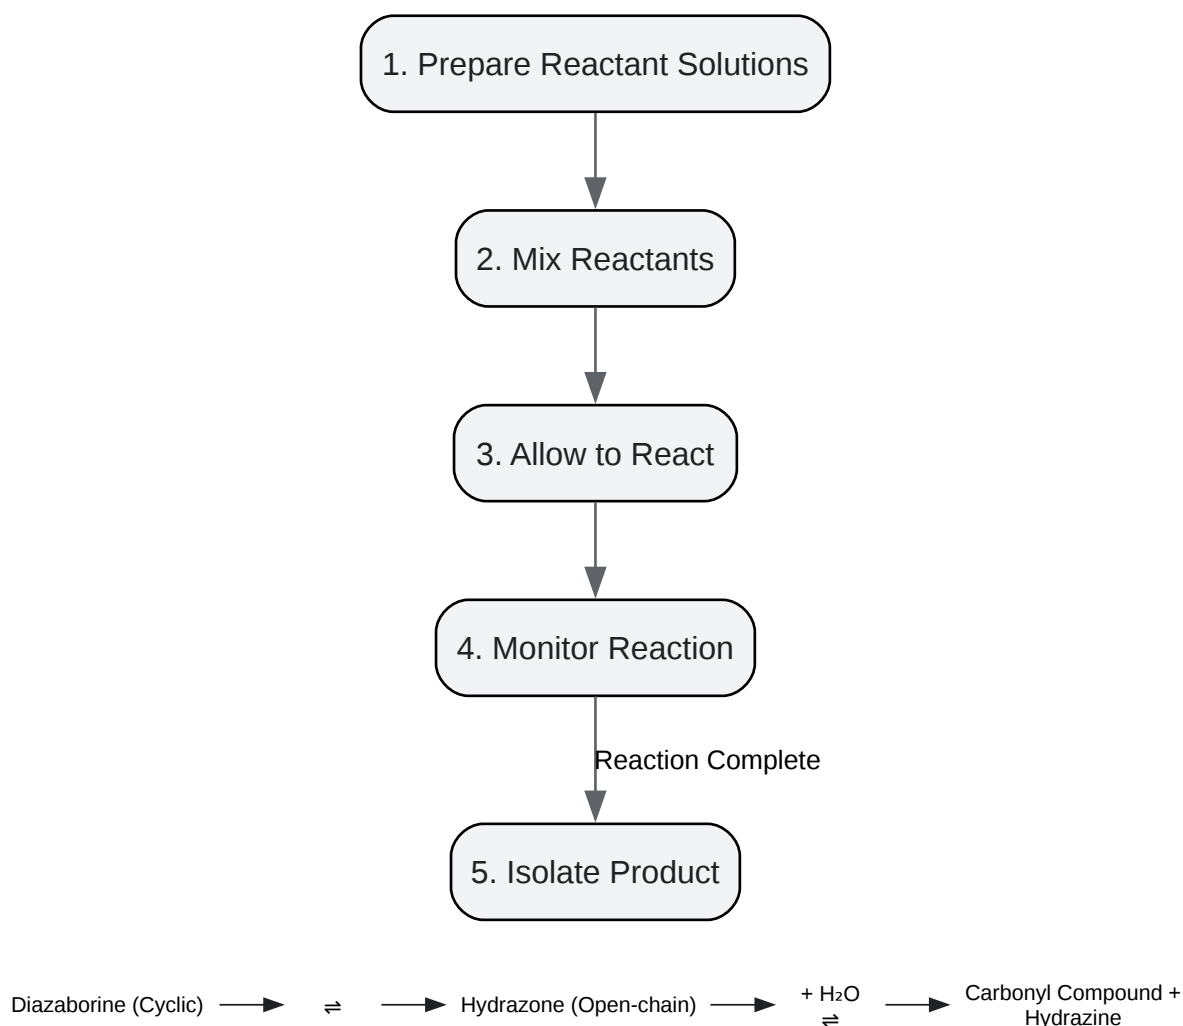 1. Prepare Reactant Solutions
2. Mix Reactants
3. Allow to React
4. Monitor Reaction
Reaction Complete
5. Isolate Product
Diazaborine (Cyclic)
⇌
Hydrazone (Open-chain)
+ H₂O
⇌
Carbonyl Compound +
Hydrazine